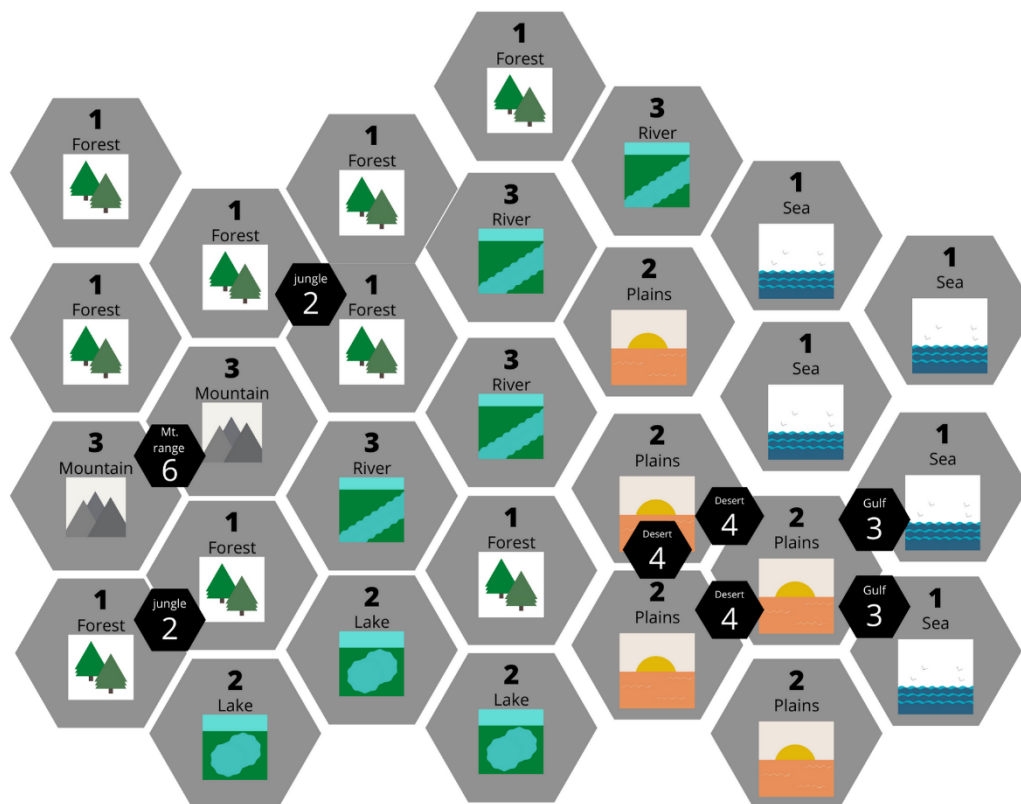 1
Forest
3
River
1
Forest
1
Forest
1
Sea
3
River
1
Forest
1
Sea
2
Plains
1
Forest
jungle
2
1
Forest
1
Sea
3
River
3
Mountain
1
Sea
2
Plains
3
Mountain
Mt.
range
6
3
River
Desert
4
Gulf
3
2
Plains
1
Forest
1
Forest
Desert
4
2
Plains
1
Forest
jungle
2
2
Lake
Desert
4
Gulf
3
1
Sea
2
Lake
2
Lake
2
Plains